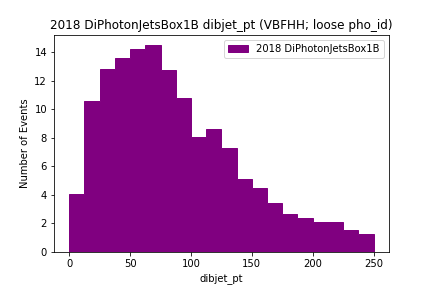 2018 DiPhotonJetsBox1B dibjet_pt (VBFHH; loose pho_id)
2018 DiPhotonJetsBox1B
14
12
10
8
6
4
2
0
Number of Events
0 50 100 150 200 250
dibjet_pt